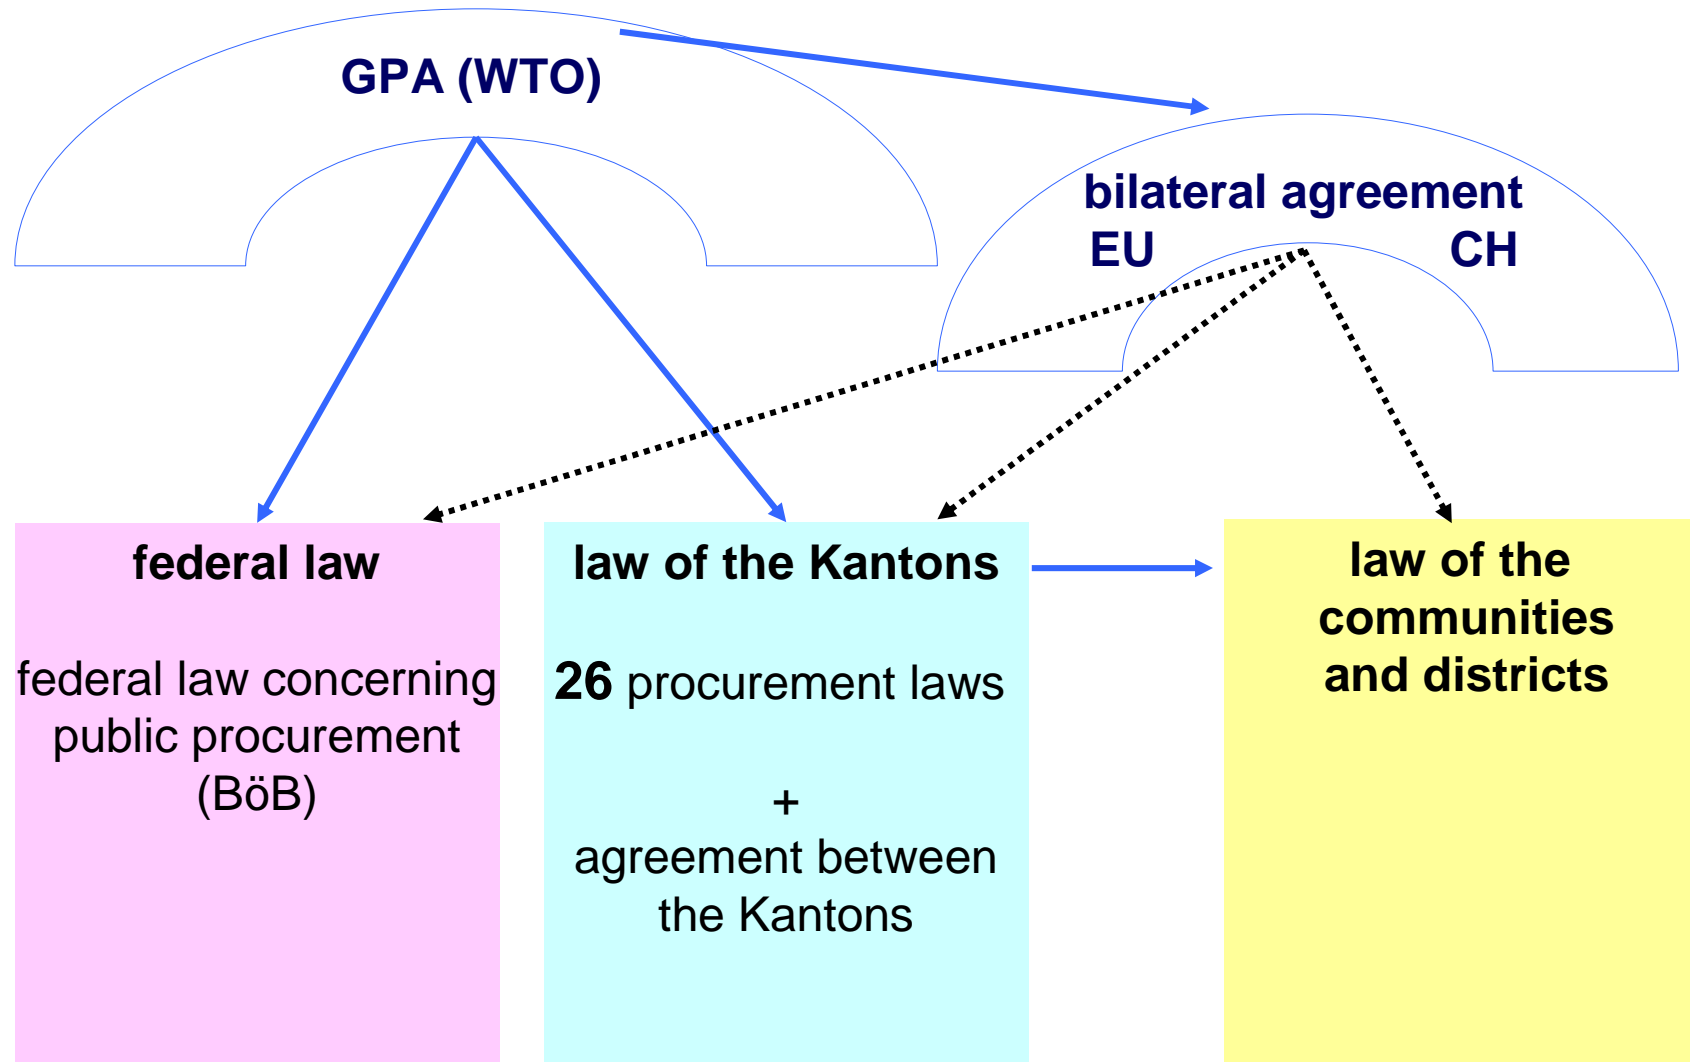 GPA (WTO)
bilateral agreement
EU CH
federal law
federal law concerning
public procurement
(BöB)
law of the Kantons
26 procurement laws
+
agreement between
the Kantons
law of the
communities
and districts